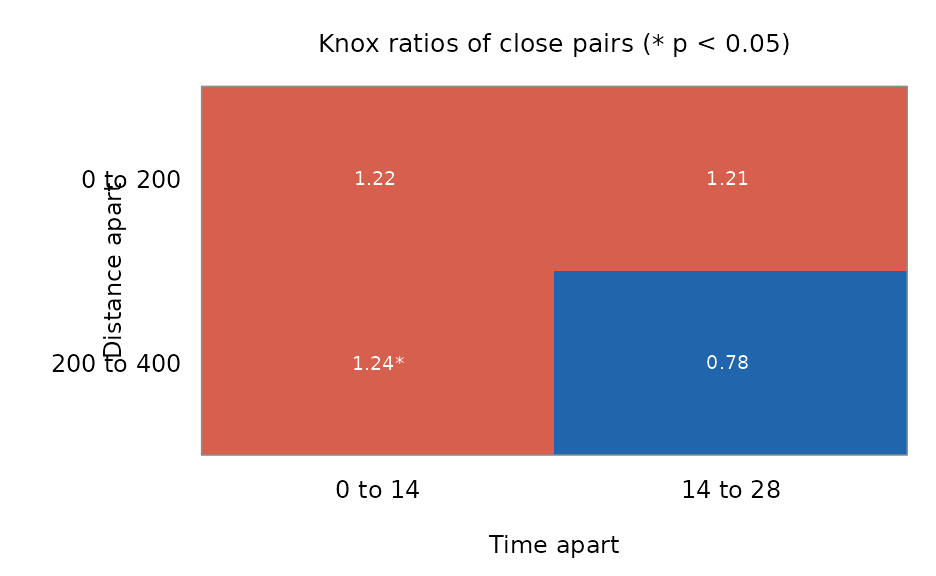 Knox ratios of close pairs (* p < 0.05)
Distance apart
0 to 200
1.22
1.21
200 to 400
1.24*
0.78
0 to 14
14 to 28
Time apart